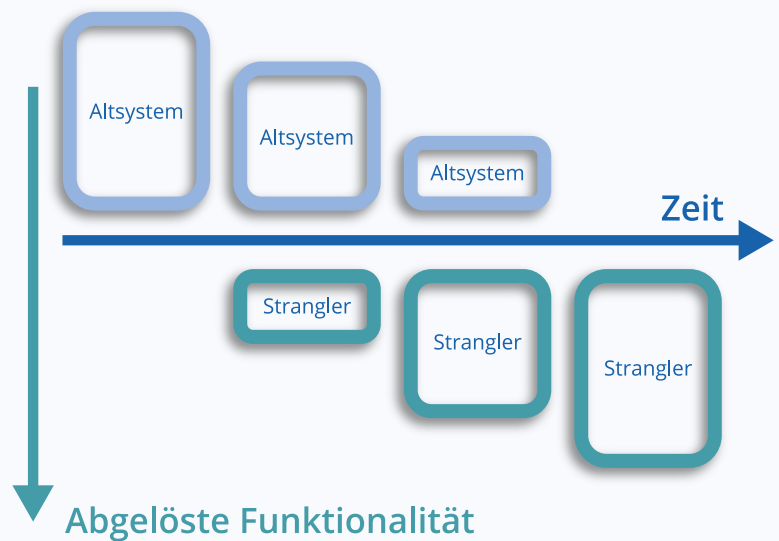 Altsystem
Altsystem
Altsystem
Zeit
Strangler
Strangler
Strangler
Abgelöste Funktionalität